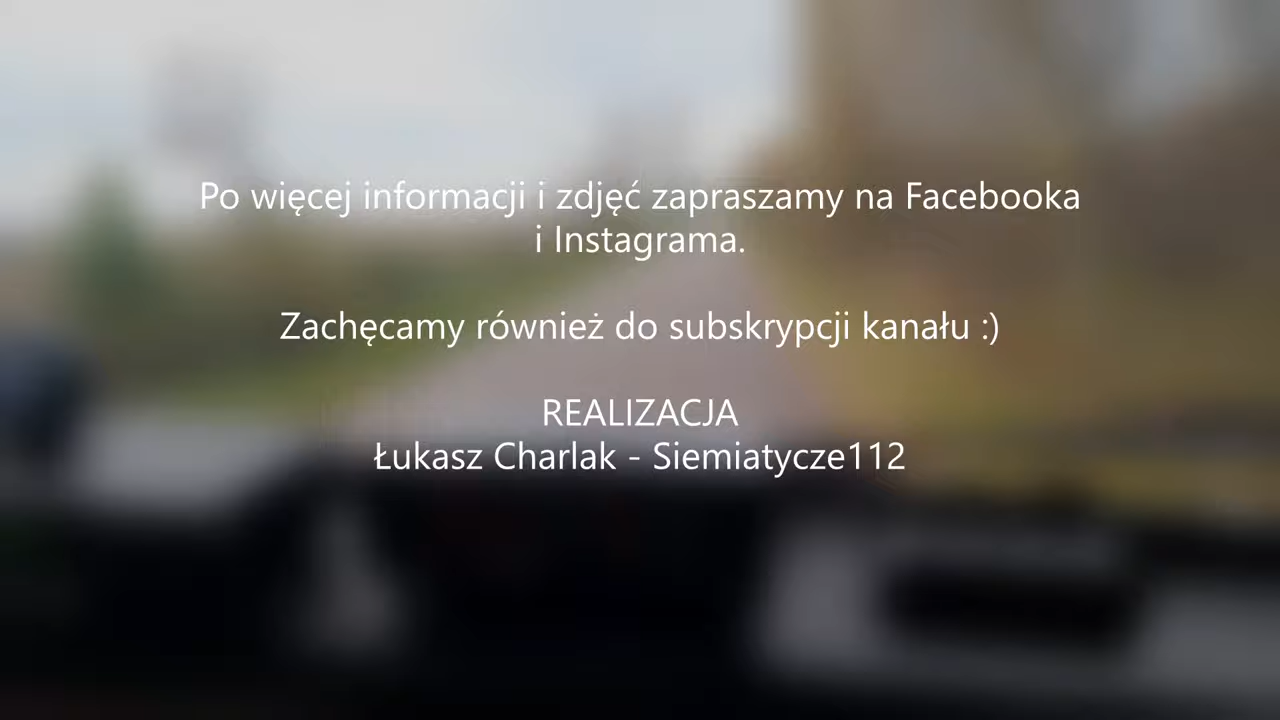 Po więcej informacji i zdjęć zapraszamy na Facebooka
i Instagrama.
Zachęcamy również do subskrypcji kanału :)
REALIZACJA
Łukasz Charlak - Siemiatycze112